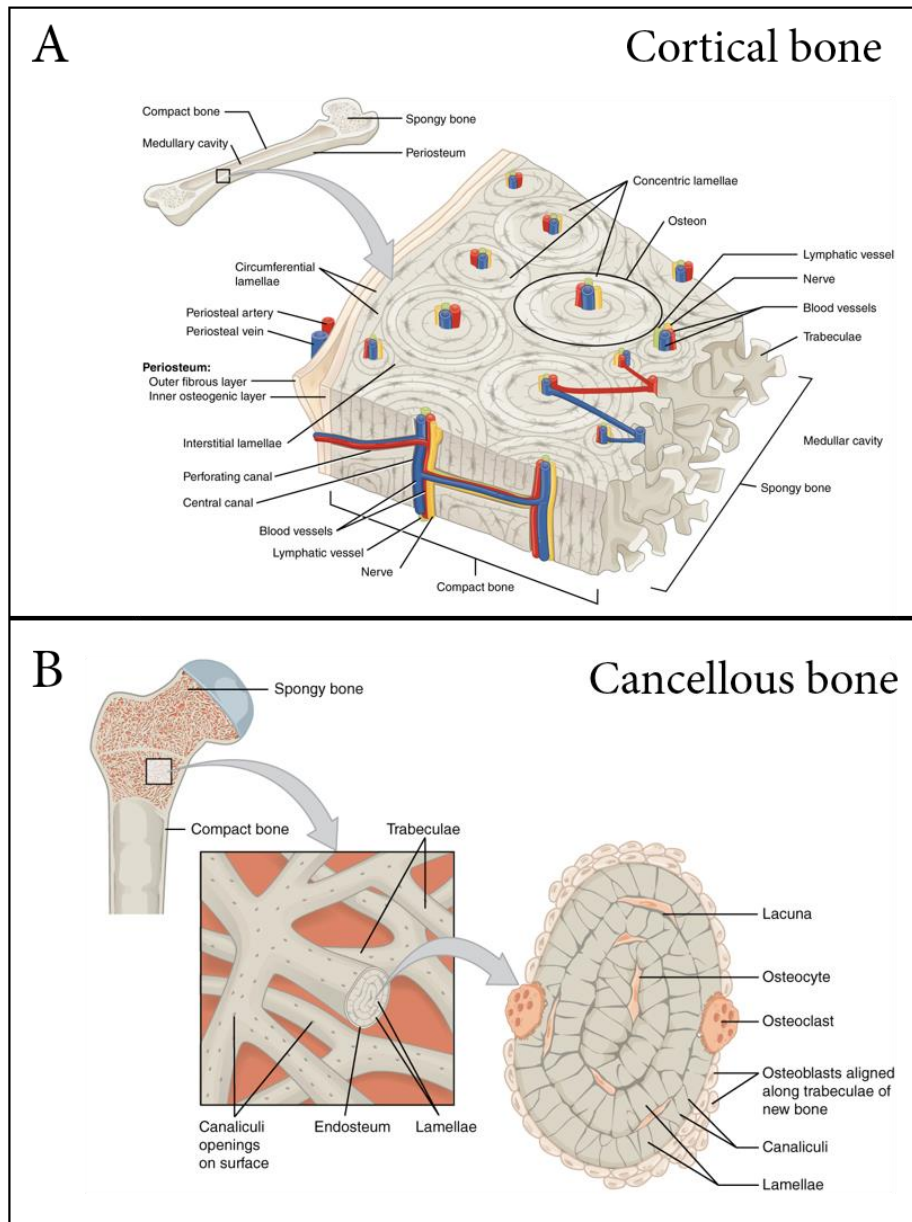 A
Cortical bone
Compact bone
Spongy bone
Medullary cavity
Periosteum
Concentric lamellae
Osteon
Lymphatic vessel
Nerve
Blood vessels
Trabeculae
Circumferential
lamellae
Periosteal artery
Periosteal vein
Periosteum:
Outer fibrous layer
Inner osteogenic layer
Interstitial lamellae
Medullar cavity
Perforating canal
Spongy bone
Central canal
Blood vessels
Lymphatic vessel
Nerve
Compact bone
B
Cancellous bone
Spongy bone
Compact bone
Trabeculae
Lacuna
Osteocyte
Osteoclast
Osteoblasts aligned
along trabeculae of
new bone
Canaliculi
openings
on surface
Endosteum
Lamellae
Canaliculi
Lamellae